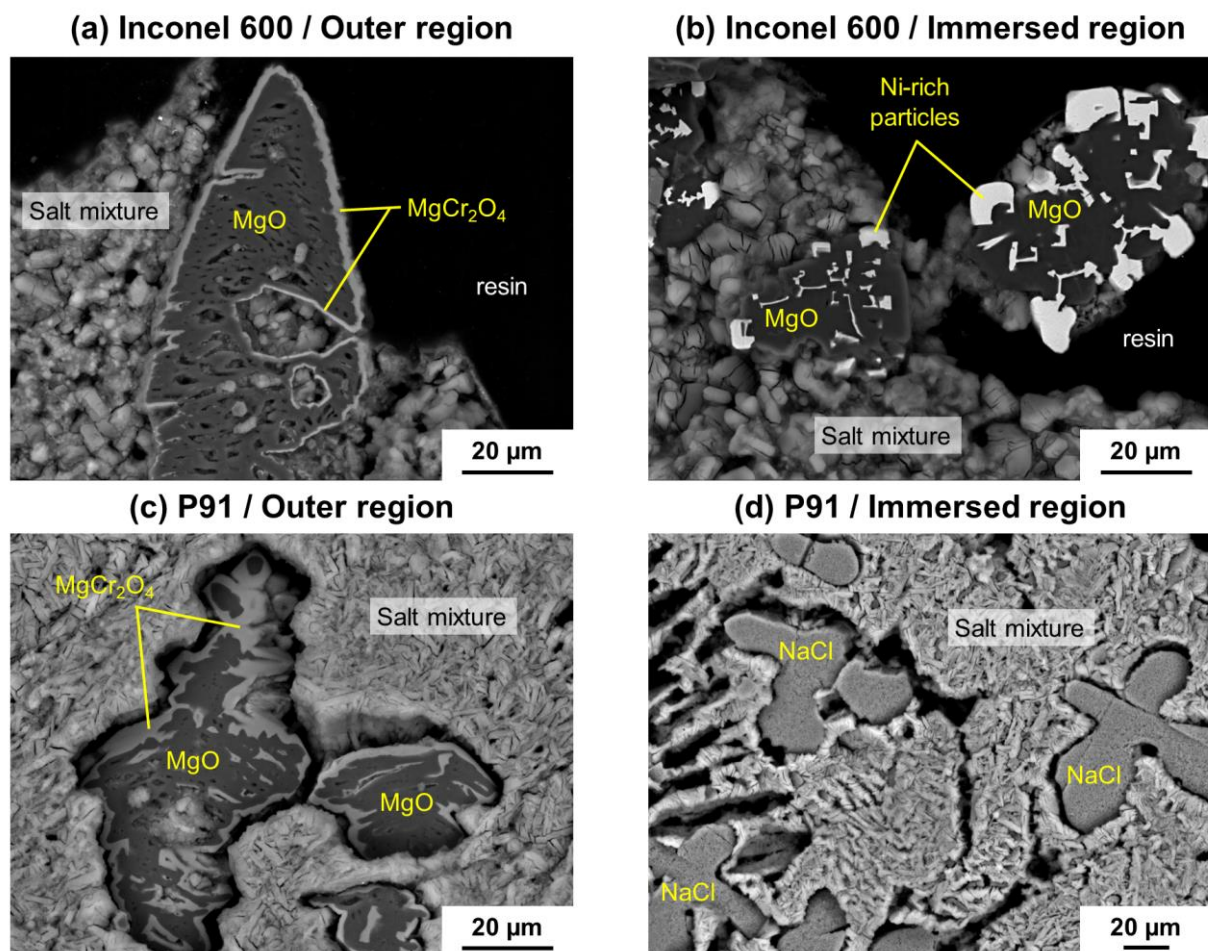 (a) Inconel 600 / Outer region
Salt mixture
MgO
MgCr₂O₄
resin
20 µm
(b) Inconel 600 / Immersed region
Ni-rich
particles
MgO
MgO
resin
Salt mixture
20 µm
(c) P91 / Outer region
MgCr₂O₄
Salt mixture
MgO
MgO
20 µm
(d) P91 / Immersed region
Salt mixture
NaCl
NaCl
NaCl
20 µm